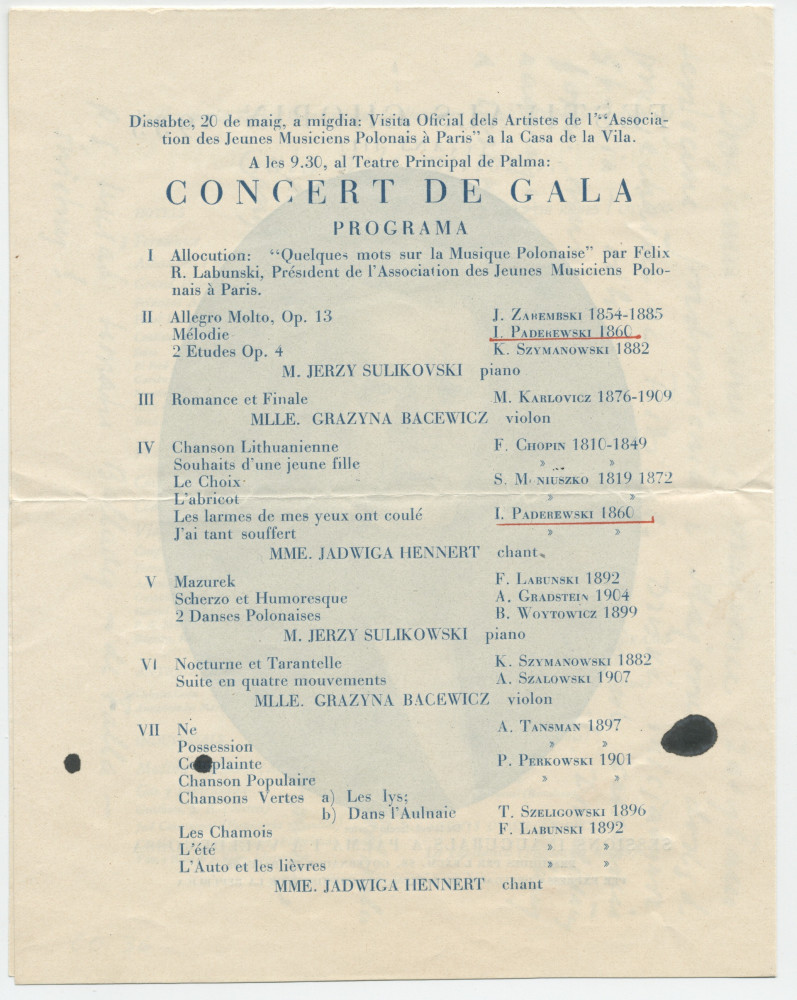 Dissabte, 20 de maig, a migdia: Visita Oficial dels Artistes de l'“Associa-
tion des Jeunes Musiciens Polonais à Paris” a la Casa de la Vila.
A les 9.30, al Teatre Principal de Palma:
CONCERT DE GALA
PROGRAMA
I Allocution: “Quelques mots sur la Musique Polonaise” par Felix
R. Labunski, Président de l'Association des Jeunes Musiciens Polo-
nais à Paris.
II Allegro Molto, Op. 13 J. Zarembski 1854-1885
Mélodie I. Paderewski 1860
2 Etudes Op. 4 K. Szymanowski 1882
M. JERZY SULIKOVSKI piano
III Romance et Finale M. Karlovicz 1876-1909
MLLE. GRAZYNA BACEWICZ violon
IV Chanson Lithuanienne F. Chopin 1810-1849
Souhaits d'une jeune fille » »
Le Choix S. M niuszko 1819 1872
L'abricot » »
Les larmes de mes yeux ont coulé I. Paderewski 1860
J'ai tant souffert » »
MME. JADWIGA HENNERT chant
V Mazurek F. Labunski 1892
Scherzo et Humoresque A. Gradstein 1904
2 Danses Polonaises B. Woytowicz 1899
M. JERZY SULIKOWSKI piano
VI Nocturne et Tarantelle K. Szymanowski 1882
Suite en quatre mouvements A. Szalowski 1907
MLLE. GRAZYNA BACEWICZ violon
VII Ne A. Tansman 1897
Possession » »
Complainte P. Perkowski 1901
Chanson Populaire » »
Chansons Vertes a) Les lys;
b) Dans l'Aulnaie T. Szeligowski 1896
Les Chamois F. Labunski 1892
L'été » »
L'Auto et les lièvres » »
MME. JADWIGA HENNERT chant